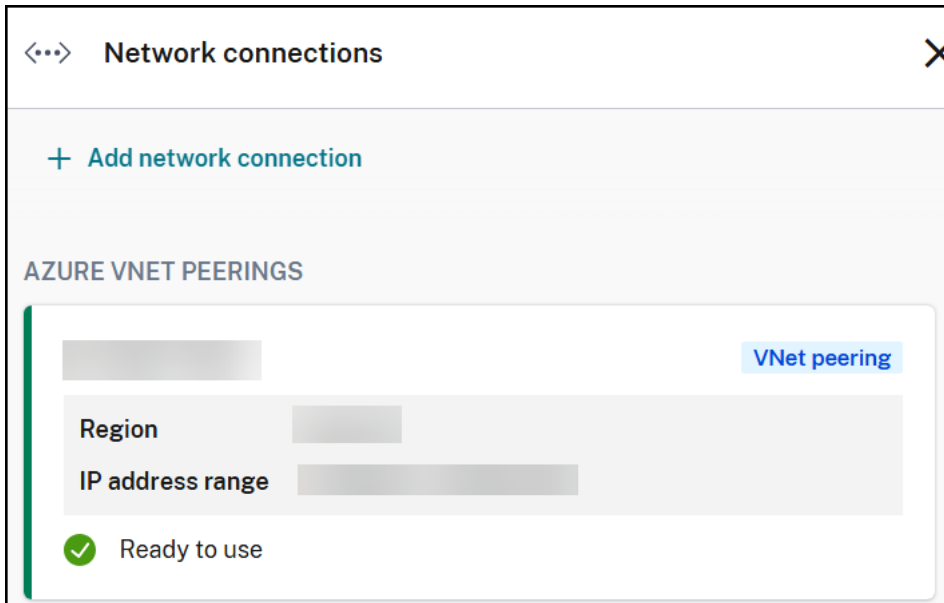 Network connections
+ Add network connection
AZURE VNET PEERINGS
VNet peering
Region
IP address range
Ready to use